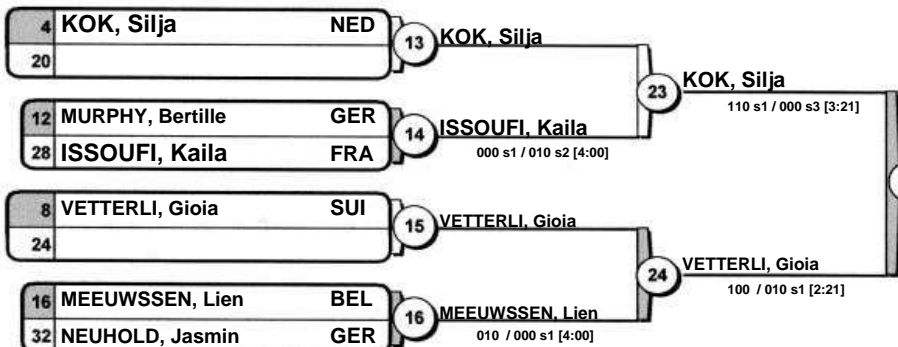 4 KOK, Silja NED
20
13 KOK, Silja
12 MURPHY, Bertille GER
28 ISSOUFI, Kaila FRA
14 ISSOUFI, Kaila
000 s1 / 010 s2 [4:00]
23 KOK, Silja
110 s1 / 000 s3 [3:21]
8 VETTERLI, Gioia SUI
24
15 VETTERLI, Gioia
16 MEEUWSSEN, Lien BEL
32 NEUHOLD, Jasmin GER
16 MEEUWSSEN, Lien
010 / 000 s1 [4:00]
24 VETTERLI, Gioia
100 / 010 s1 [2:21]